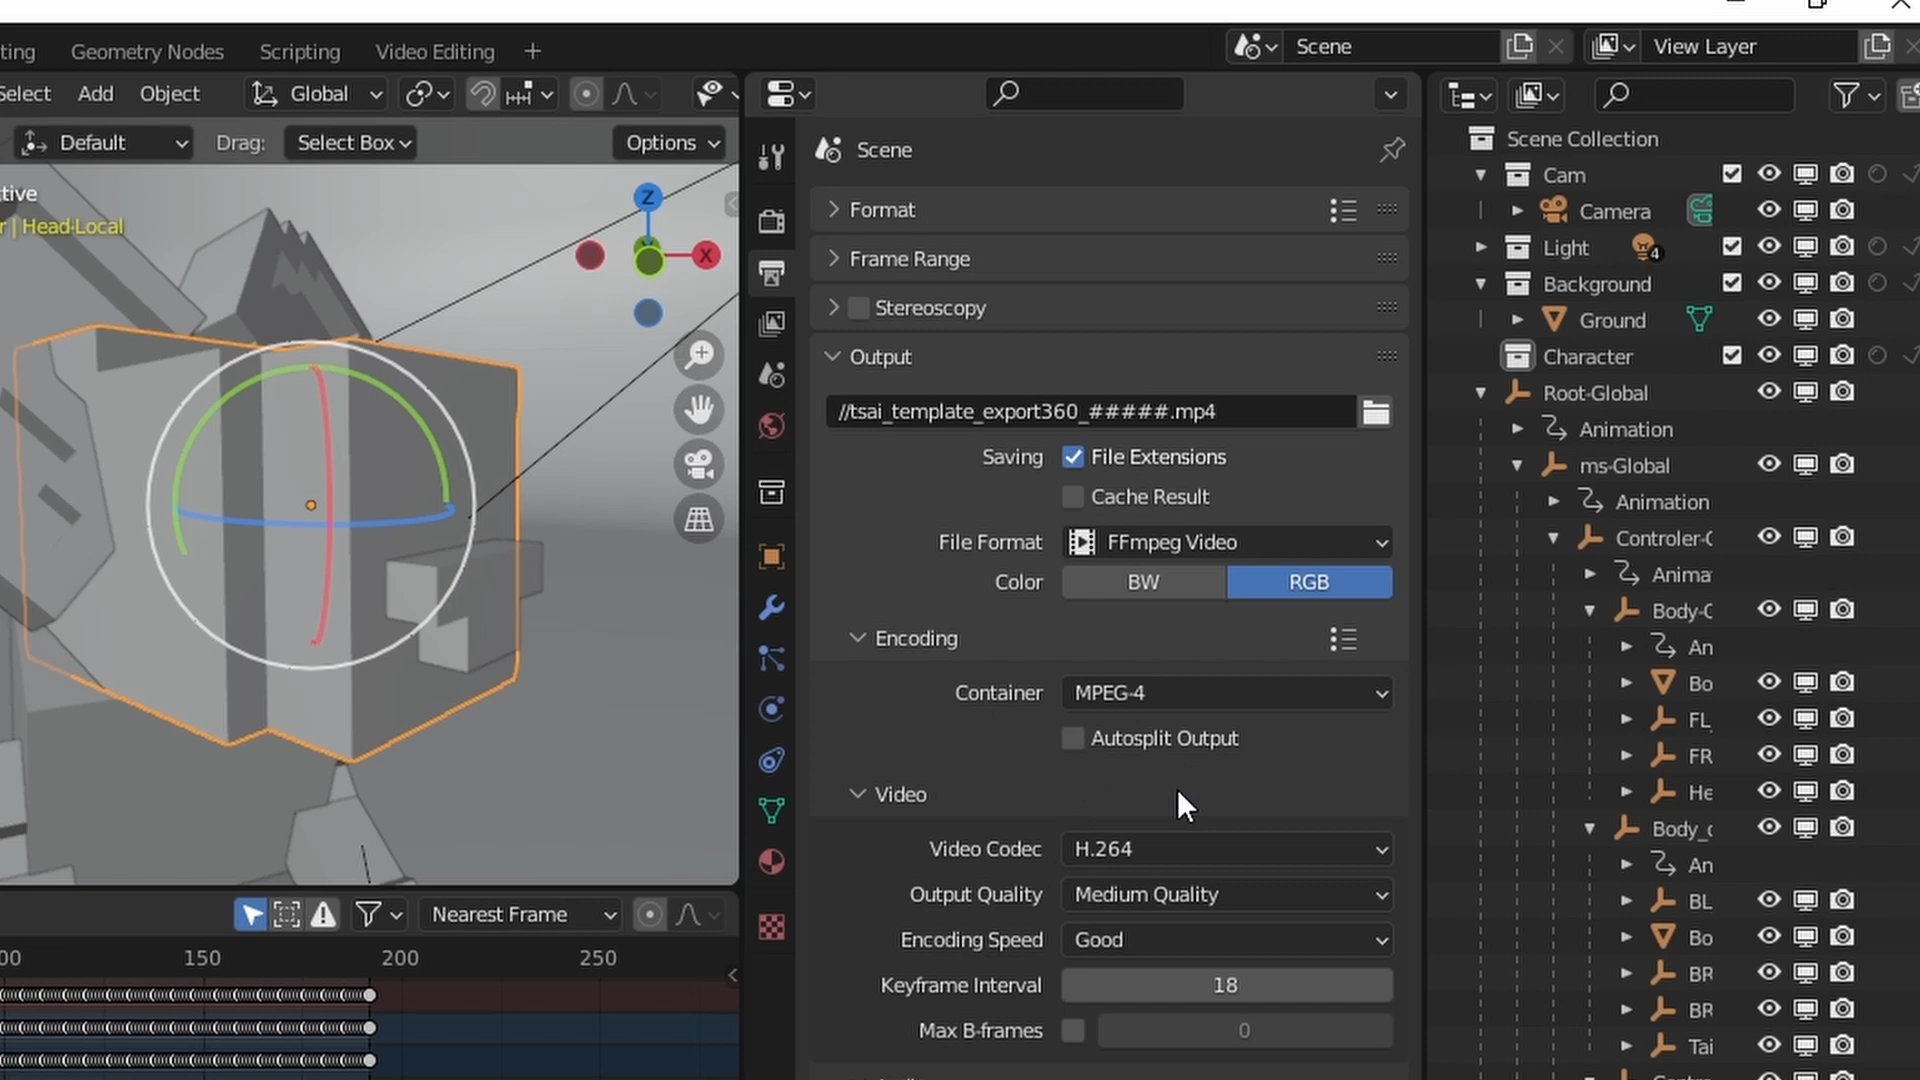 Geometry Nodes Scripting Video Editing +
Scene
View Layer
Select Add Object Global
Default Drag: Select Box Options
Head-Local
Z
X
Scene
Format
Frame Range
Stereoscopy
Output
//tsai_template_export360_#####.mp4
Saving File Extensions
Cache Result
File Format FFmpeg Video
Color BW RGB
Encoding
Container MPEG-4
Autosplit Output
Video
Video Codec H.264
Output Quality Medium Quality
Encoding Speed Good
Keyframe Interval 18
Max B-frames 0
Scene Collection
Cam
Camera
Light 4
Background
Ground
Character
Root-Global
Animation
ms-Global
Animation
Controler-
Anima
Body-
An
Bo
FL
FR
He
Body_
An
BL
Bo
BR
BR
Tai
Nearest Frame
150 200 250